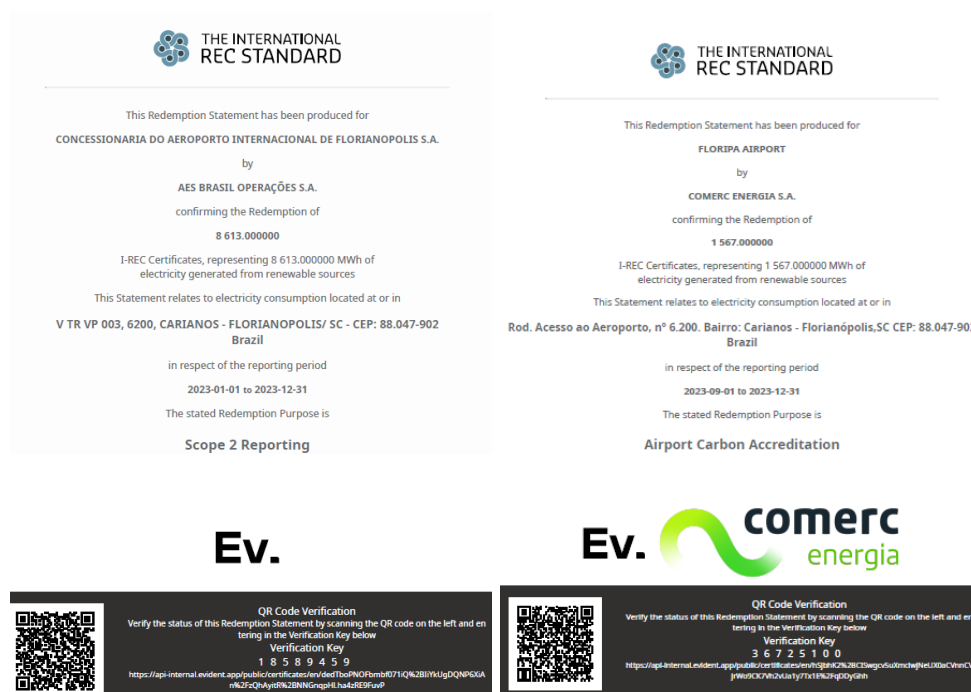 THE INTERNATIONAL
REC STANDARD
This Redemption Statement has been produced for
CONCESSIONARIA DO AEROPORTO INTERNACIONAL DE FLORIANOPOLIS S.A.
by
AES BRASIL OPERAÇÕES S.A.
confirming the Redemption of
8 613.000000
I-REC Certificates, representing 8 613.000000 MWh of
electricity generated from renewable sources
This Statement relates to electricity consumption located at or in
V TR VP 003, 6200, CARIANOS - FLORIANOPOLIS/ SC - CEP: 88.047-902
Brazil
in respect of the reporting period
2023-01-01 to 2023-12-31
The stated Redemption Purpose is
Scope 2 Reporting
Ev.
QR Code Verification
Verify the status of this Redemption Statement by scanning the QR code on the left and en
tering in the Verification Key below
Verification Key
1 8 5 8 9 4 5 9
THE INTERNATIONAL
REC STANDARD
This Redemption Statement has been produced for
FLORIPA AIRPORT
by
COMERC ENERGIA S.A.
confirming the Redemption of
1 567.000000
I-REC Certificates, representing 1 567.000000 MWh of
electricity generated from renewable sources
This Statement relates to electricity consumption located at or in
Rod. Acesso ao Aeroporto, nº 6.200. Bairro: Carianos - Florianópolis,SC CEP: 88.047-902
Brazil
in respect of the reporting period
2023-09-01 to 2023-12-31
The stated Redemption Purpose is
Airport Carbon Accreditation
Ev.
comerc
energia
QR Code Verification
Verify the status of this Redemption Statement by scanning the QR code on the left and en
tering in the Verification Key below
Verification Key
3 6 7 2 5 1 0 0